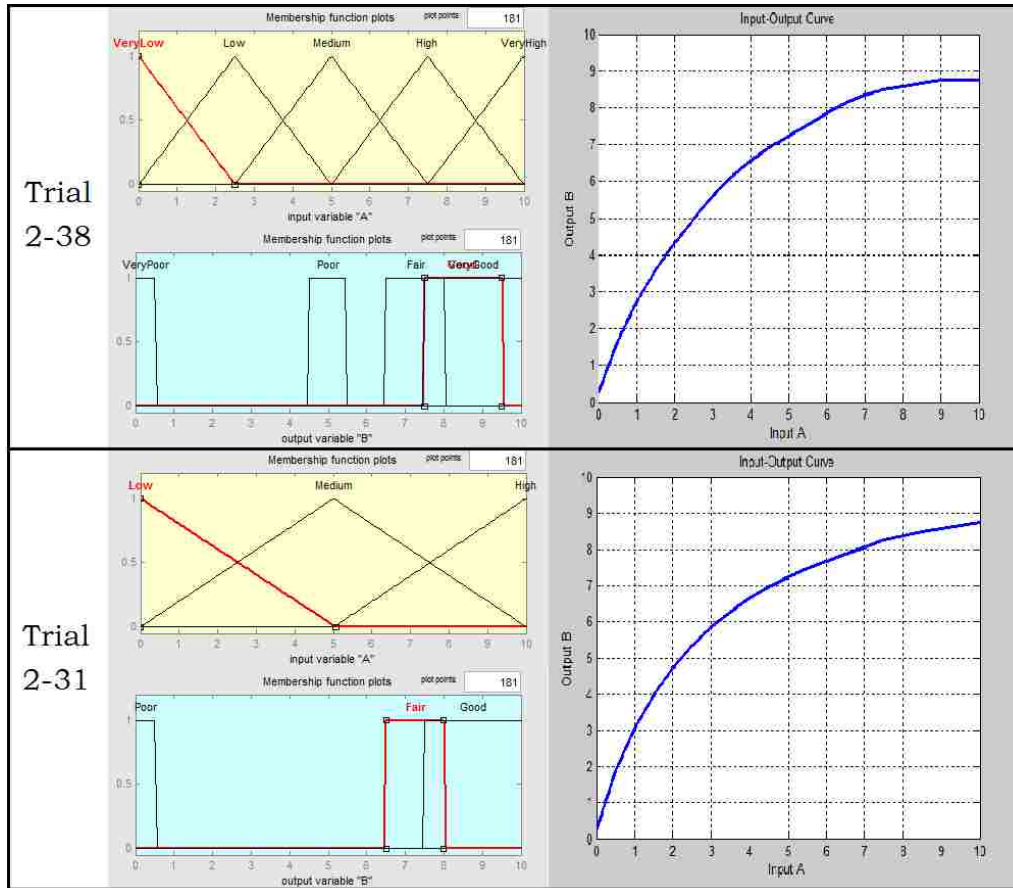 Trial
2-38
Membership function plots plot points 181
VeryLow Low Medium High VeryHigh
1
0.5
0
0 1 2 3 4 5 6 7 8 9 10
input variable "A"
Membership function plots plot points 181
VeryPoor Poor Fair VeryGood
1
0.5
0
0 1 2 3 4 5 6 7 8 9 10
output variable "B"
Input-Output Curve
10
9
8
7
6
5
4
3
2
1
0
Output B
0 1 2 3 4 5 6 7 8 9 10
Input A
Trial
2-31
Membership function plots plot points 181
Low Medium High
1
0.5
0
0 1 2 3 4 5 6 7 8 9 10
input variable "A"
Membership function plots plot points 181
Poor Fair Good
1
0.5
0
0 1 2 3 4 5 6 7 8 9 10
output variable "B"
Input-Output Curve
10
9
8
7
6
5
4
3
2
1
0
Output B
0 1 2 3 4 5 6 7 8 9 10
Input A